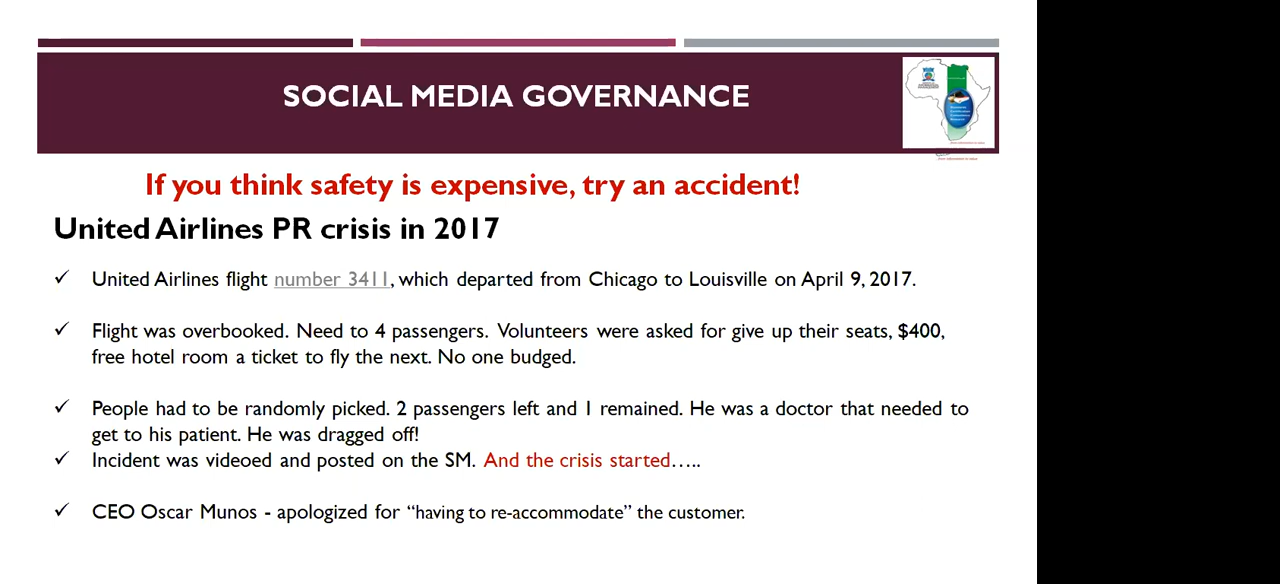 SOCIAL MEDIA GOVERNANCE
If you think safety is expensive, try an accident!
United Airlines PR crisis in 2017
✓ United Airlines flight number 3411, which departed from Chicago to Louisville on April 9, 2017.
✓ Flight was overbooked. Need to 4 passengers. Volunteers were asked for give up their seats, $400,
free hotel room a ticket to fly the next. No one budged.
✓ People had to be randomly picked. 2 passengers left and 1 remained. He was a doctor that needed to
get to his patient. He was dragged off!
✓ Incident was videoed and posted on the SM. And the crisis started…..
✓ CEO Oscar Munos - apologized for “having to re-accommodate” the customer.